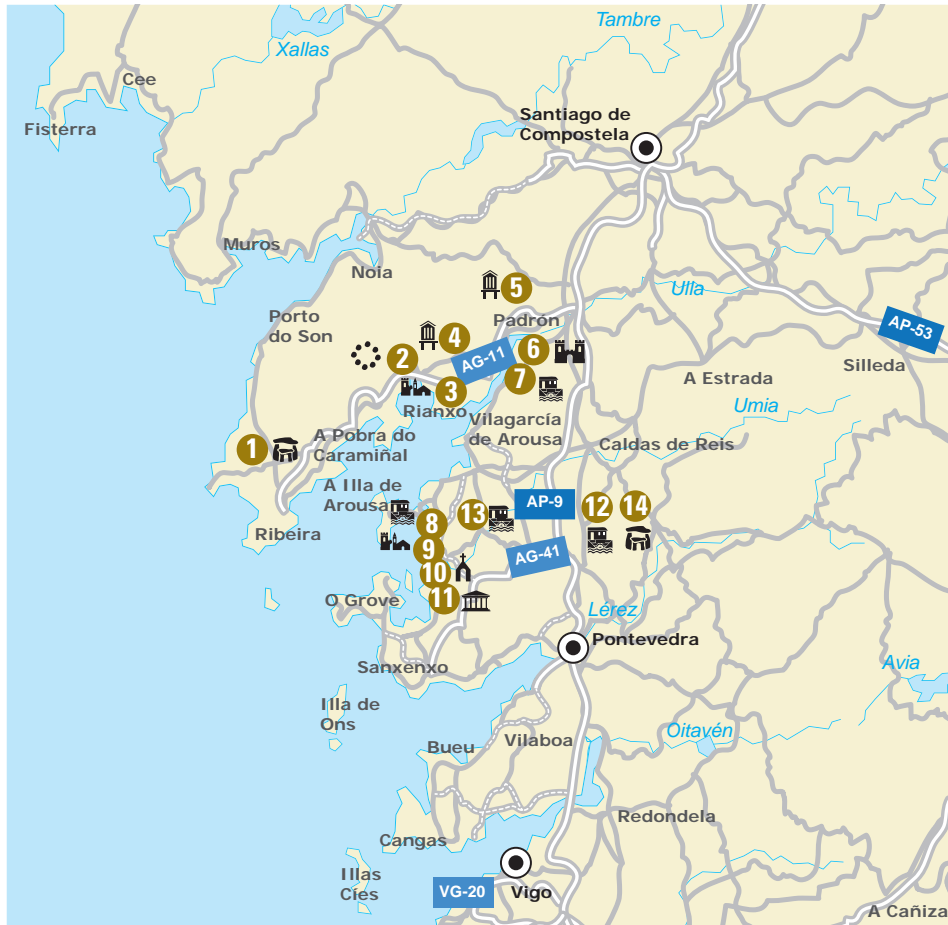 Tambre
Xallas
Cee
Fisterra
Santiago de
Compostela
Muros
Noia
5
Ulla
Porto
do Son
Padrón
4
AP-53
2
AG-11
6
Silleda
7
A Estrada
3
Rianxo
Umia
Vilagarcía
de Arousa
1
A Pobra do
Caramiñal
Caldas de Reis
A Illa de
Arousa
AP-9
12
14
13
8
Ribeira
9
AG-41
10
O Grove
11
Lérez
Pontevedra
Sanxenxo
Avia
Illa de
Ons
Oitavén
Bueu
Vilaboa
Redondela
Cangas
Illas
Cíes
VG-20
Vigo
A Cañiza